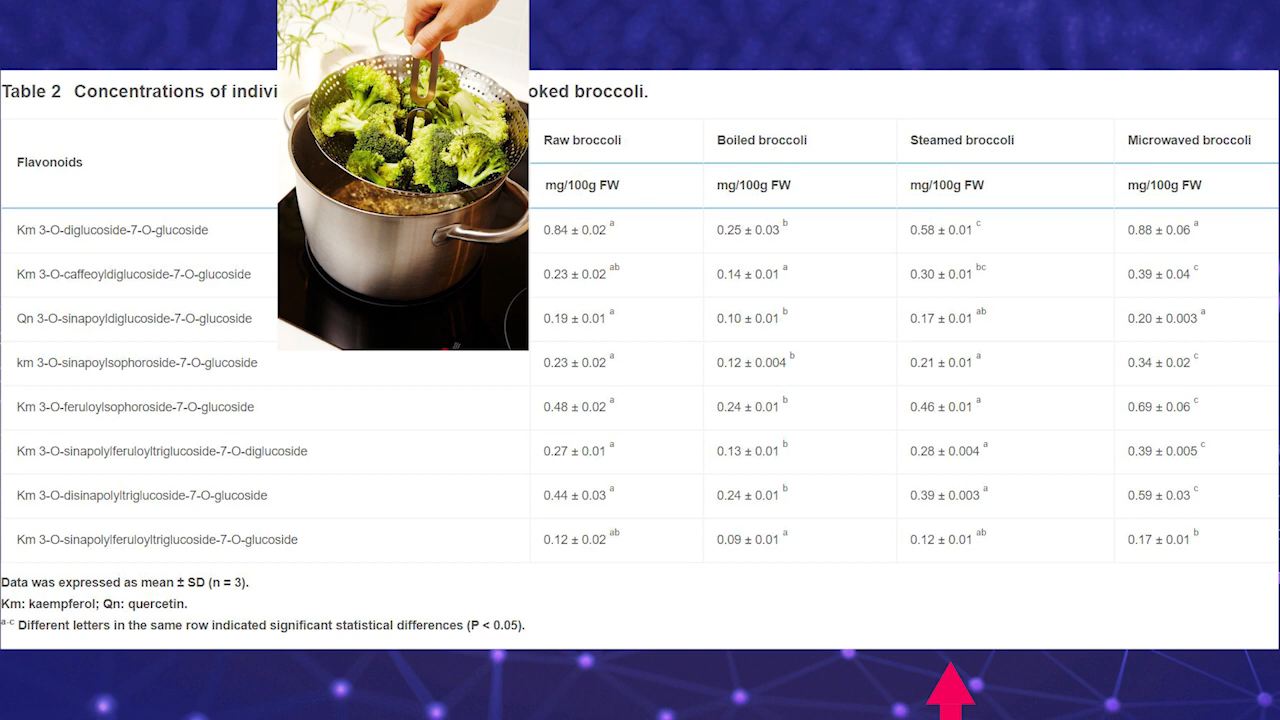 Table 2 Concentrations of indivi oked broccoli.
Flavonoids Raw broccoli Boiled broccoli Steamed broccoli Microwaved broccoli
mg/100g FW mg/100g FW mg/100g FW mg/100g FW
Km 3-O-diglucoside-7-O-glucoside 0.84 ± 0.02 a 0.25 ± 0.03 b 0.58 ± 0.01 c 0.88 ± 0.06 a
Km 3-O-caffeoyldiglucoside-7-O-glucoside 0.23 ± 0.02 ab 0.14 ± 0.01 a 0.30 ± 0.01 bc 0.39 ± 0.04 c
Qn 3-O-sinapoyldiglucoside-7-O-glucoside 0.19 ± 0.01 a 0.10 ± 0.01 b 0.17 ± 0.01 ab 0.20 ± 0.003 a
km 3-O-sinapoylsophoroside-7-O-glucoside 0.23 ± 0.02 a 0.12 ± 0.004 b 0.21 ± 0.01 a 0.34 ± 0.02 c
Km 3-O-feruloylsophoroside-7-O-glucoside 0.48 ± 0.02 a 0.24 ± 0.01 b 0.46 ± 0.01 a 0.69 ± 0.06 c
Km 3-O-sinapolylferuloyltriglucoside-7-O-diglucoside 0.27 ± 0.01 a 0.13 ± 0.01 b 0.28 ± 0.004 a 0.39 ± 0.005 c
Km 3-O-disinapolyltriglucoside-7-O-glucoside 0.44 ± 0.03 a 0.24 ± 0.01 b 0.39 ± 0.003 a 0.59 ± 0.03 c
Km 3-O-sinapolylferuloyltriglucoside-7-O-glucoside 0.12 ± 0.02 ab 0.09 ± 0.01 a 0.12 ± 0.01 ab 0.17 ± 0.01 b
Data was expressed as mean ± SD (n = 3).
Km: kaempferol; Qn: quercetin.
a-c Different letters in the same row indicated significant statistical differences (P < 0.05).